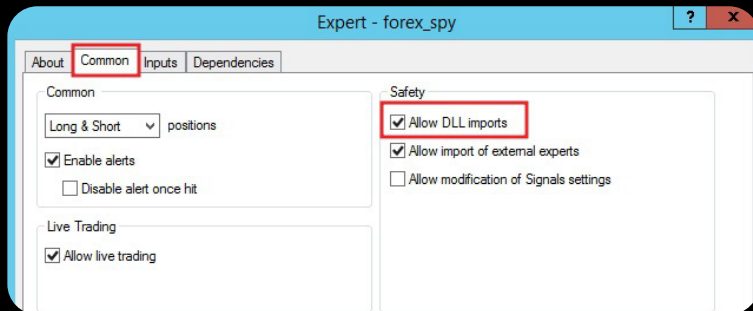 Expert - forex_spy
? x
About Common Inputs Dependencies
Common
Long & Short positions
Enable alerts
Disable alert once hit
Live Trading
Allow live trading
Safety
Allow DLL imports
Allow import of external experts
Allow modification of Signals settings